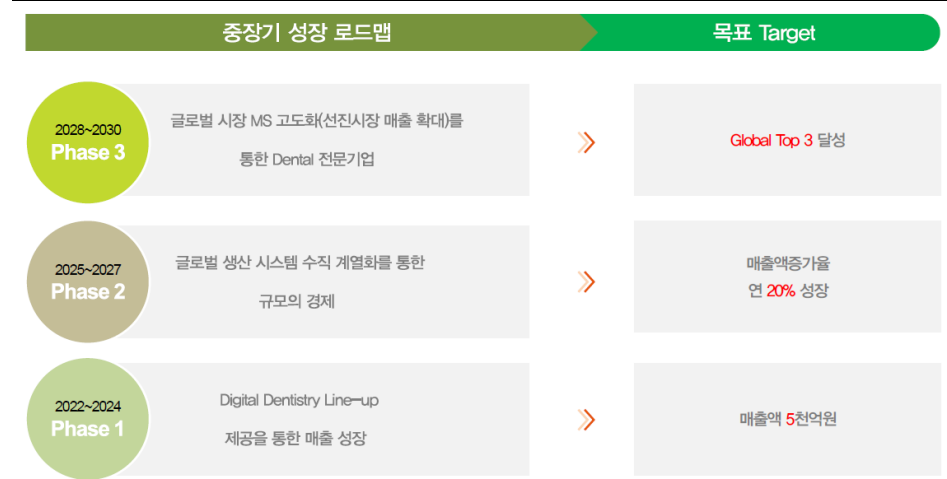 중장기 성장 로드맵
목표 Target
2028~2030
Phase 3
글로벌 시장 MS 고도화(선진시장 매출 확대)를
통한 Dental 전문기업
Global Top 3 달성
2025~2027
Phase 2
글로벌 생산 시스템 수직 계열화를 통한
규모의 경제
매출액증가율
연 20% 성장
2022~2024
Phase 1
Digital Dentistry Line-up
제공을 통한 매출 성장
매출액 5천억원